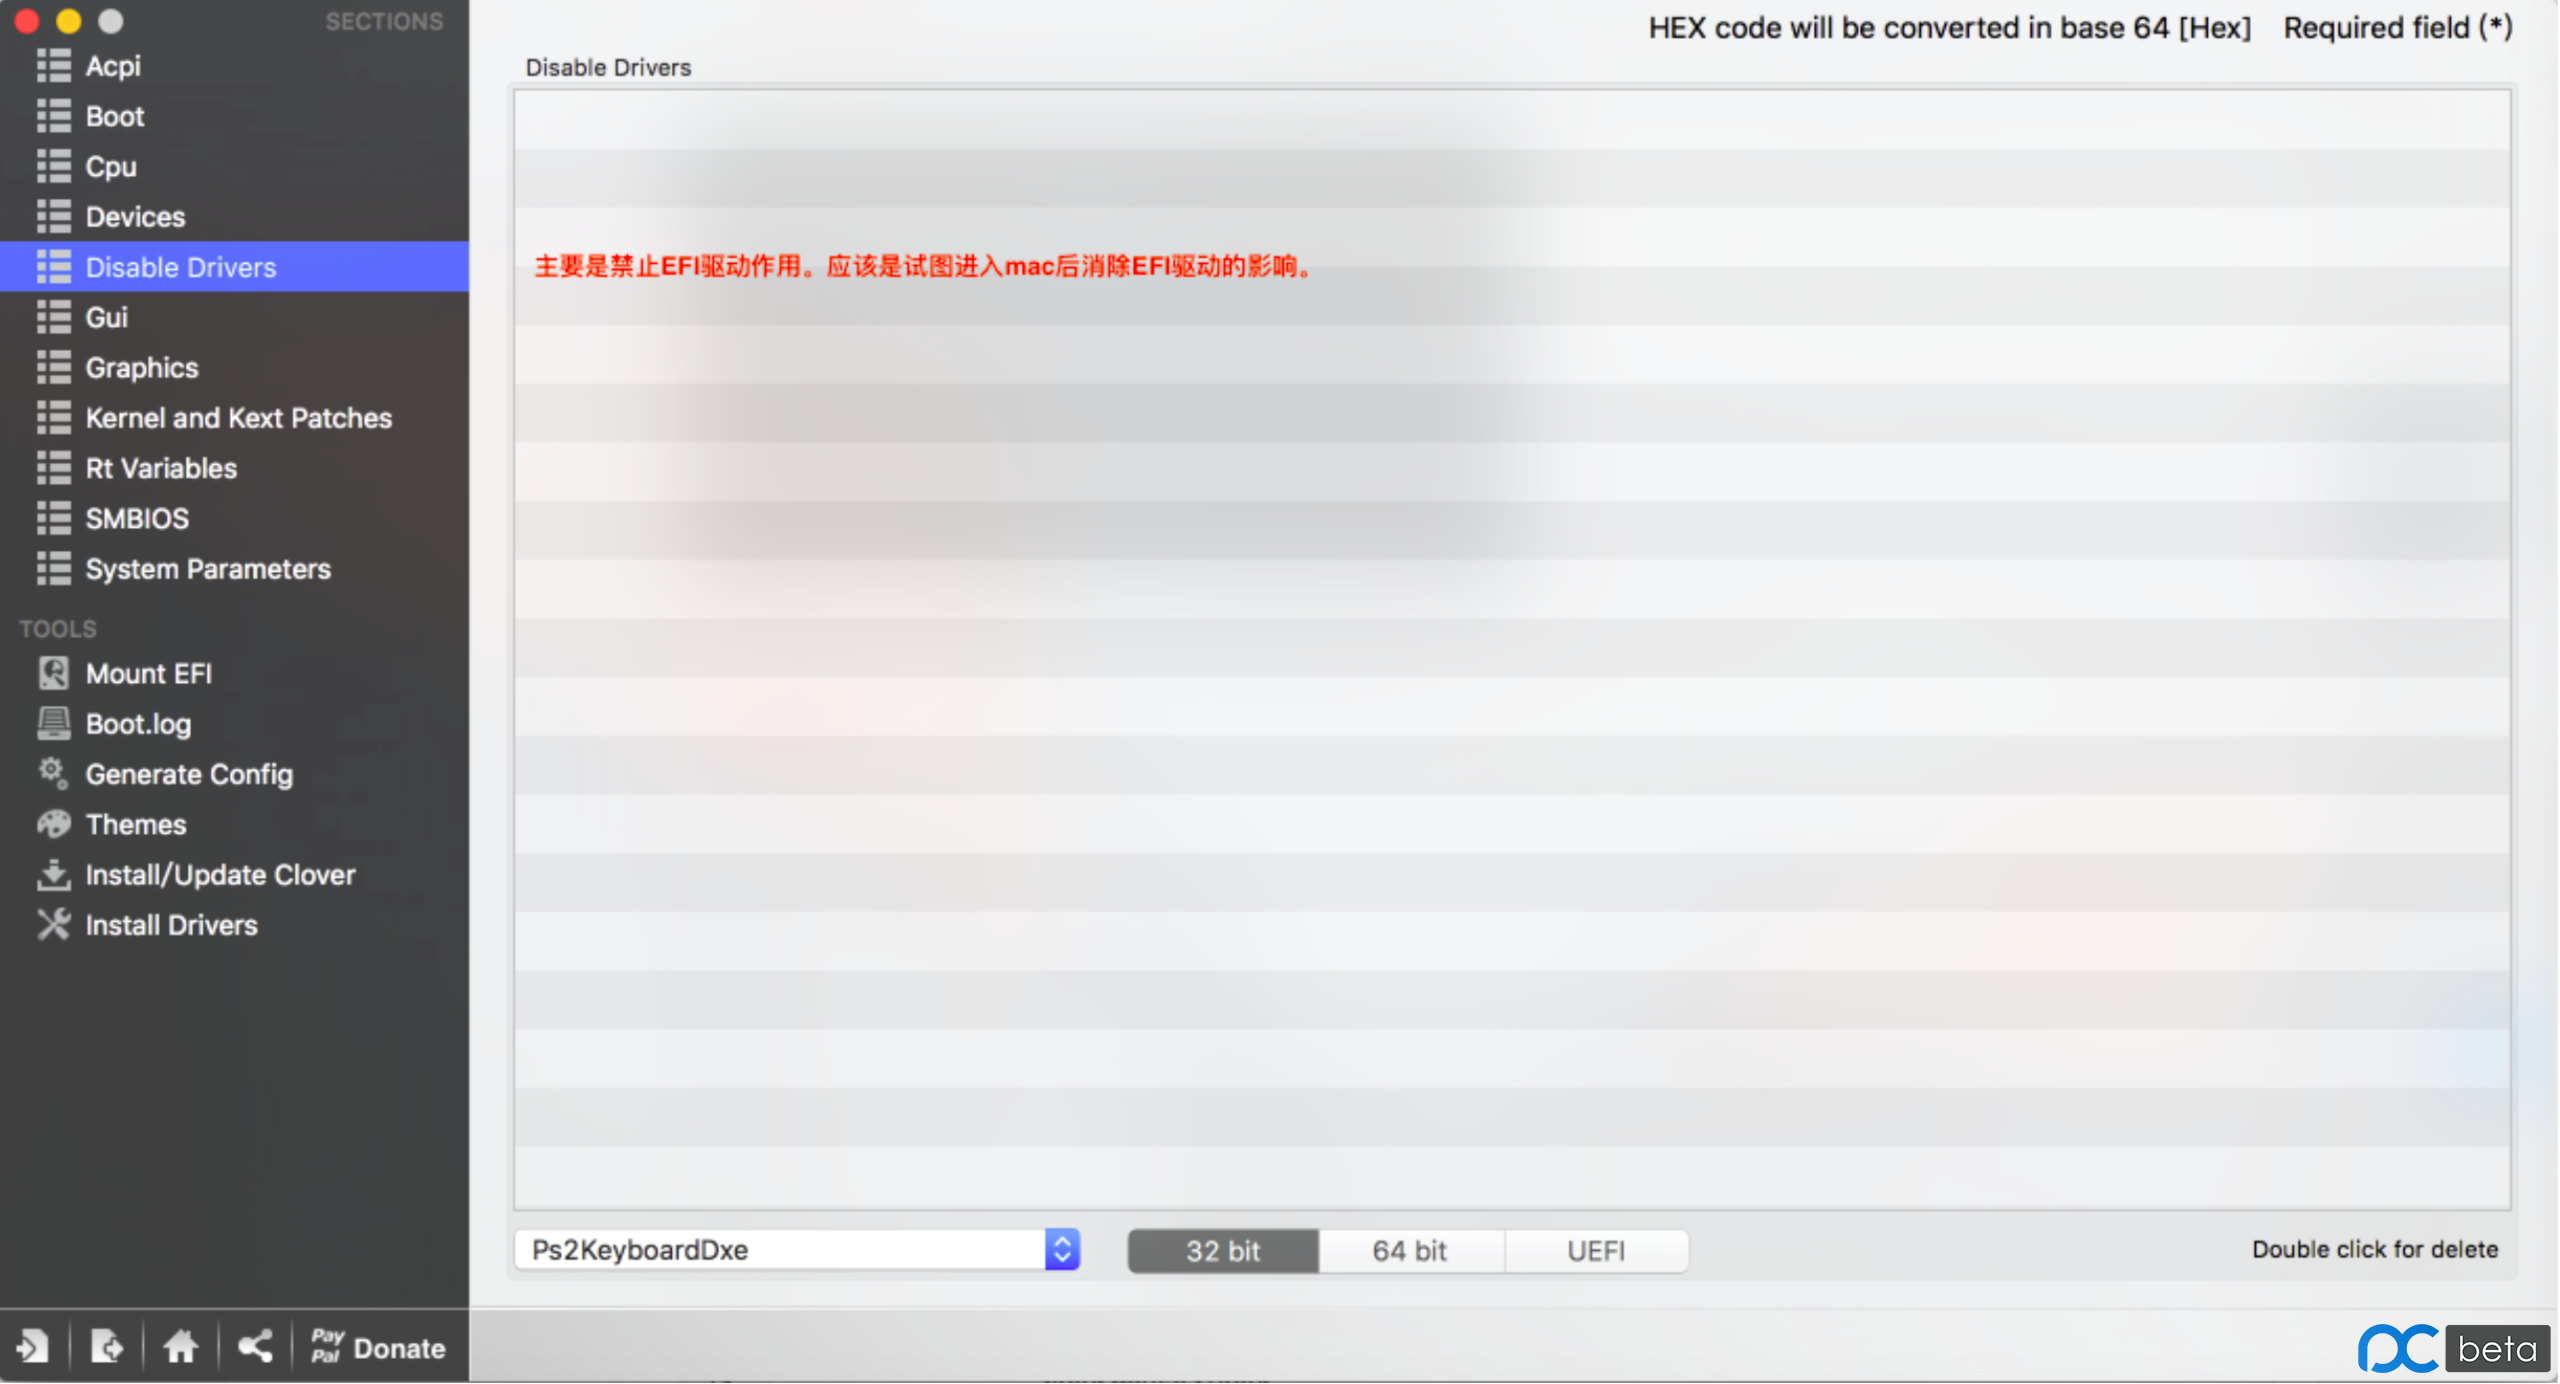 SECTIONS
Acpi
Boot
Cpu
Devices
Disable Drivers
Gui
Graphics
Kernel and Kext Patches
Rt Variables
SMBIOS
System Parameters
TOOLS
Mount EFI
Boot.log
Generate Config
Themes
Install/Update Clover
Install Drivers
Pay
Pal
Donate
HEX code will be converted in base 64 [Hex] Required field (*)
Disable Drivers
主要是禁止EFI驱动作用。应该是试图进入mac后消除EFI驱动的影响。
Ps2KeyboardDxe
32 bit
64 bit
UEFI
Double click for delete
pc beta